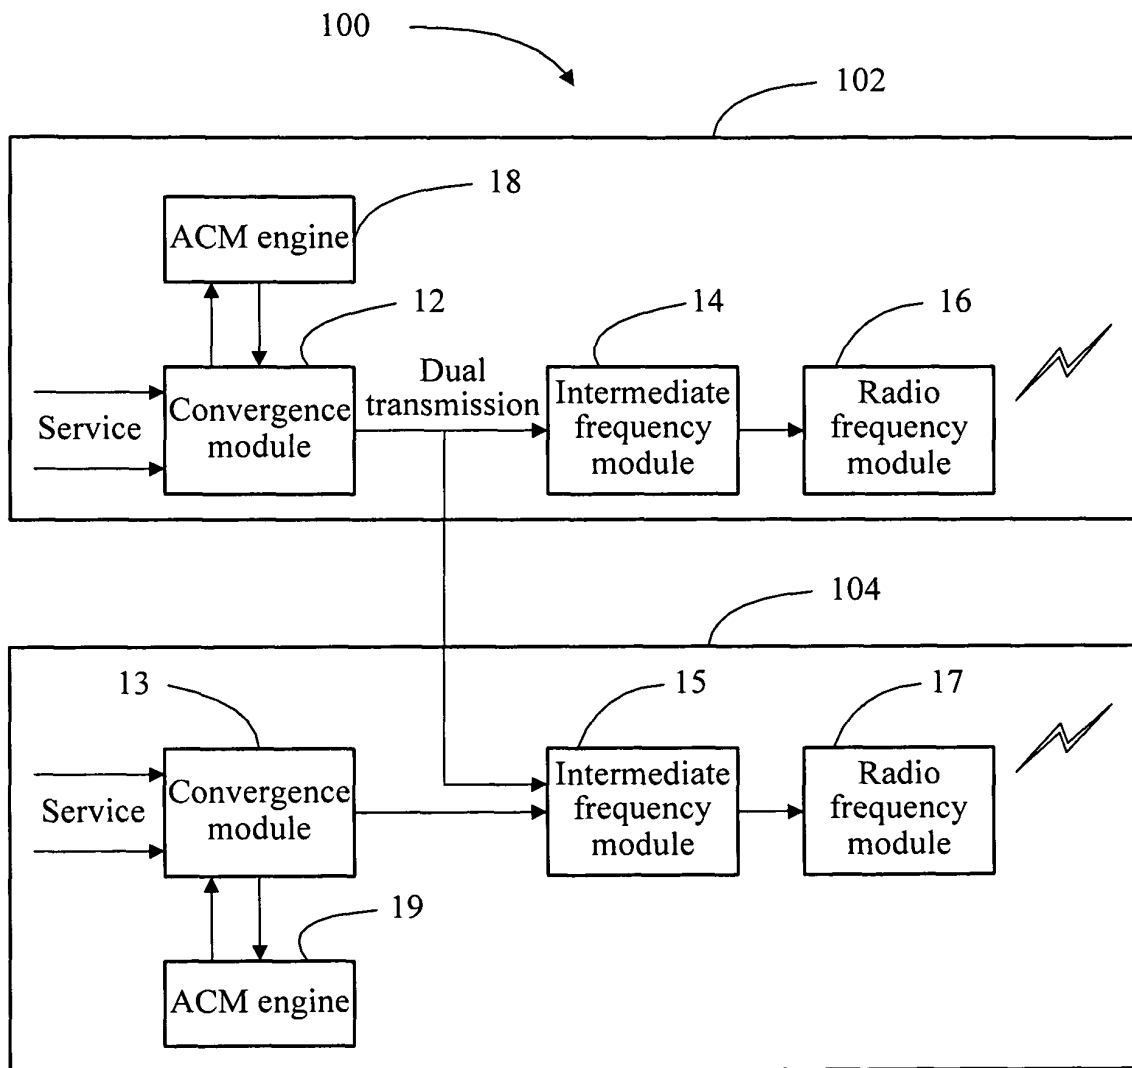 100
102
18
ACM engine
12
14
16
Dual
transmission
Service
Convergence
module
Intermediate
frequency
module
Radio
frequency
module
104
13
15
17
Service
Convergence
module
Intermediate
frequency
module
Radio
frequency
module
19
ACM engine